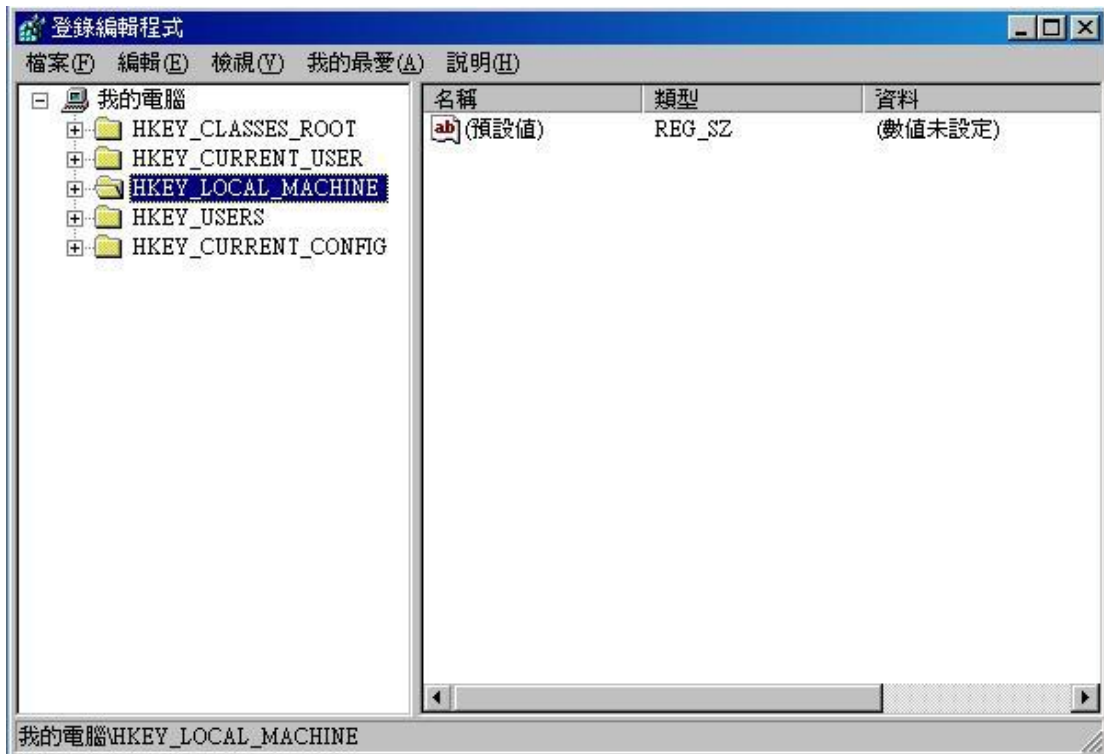 登錄編輯程式
檔案(F) 編輯(E) 檢視(V) 我的最愛(A) 說明(H)
我的電腦
HKEY_CLASSES_ROOT
HKEY_CURRENT_USER
HKEY_LOCAL_MACHINE
HKEY_USERS
HKEY_CURRENT_CONFIG
名稱 類型 資料
ab (預設值) REG_SZ (數值未設定)
我的電腦\HKEY_LOCAL_MACHINE